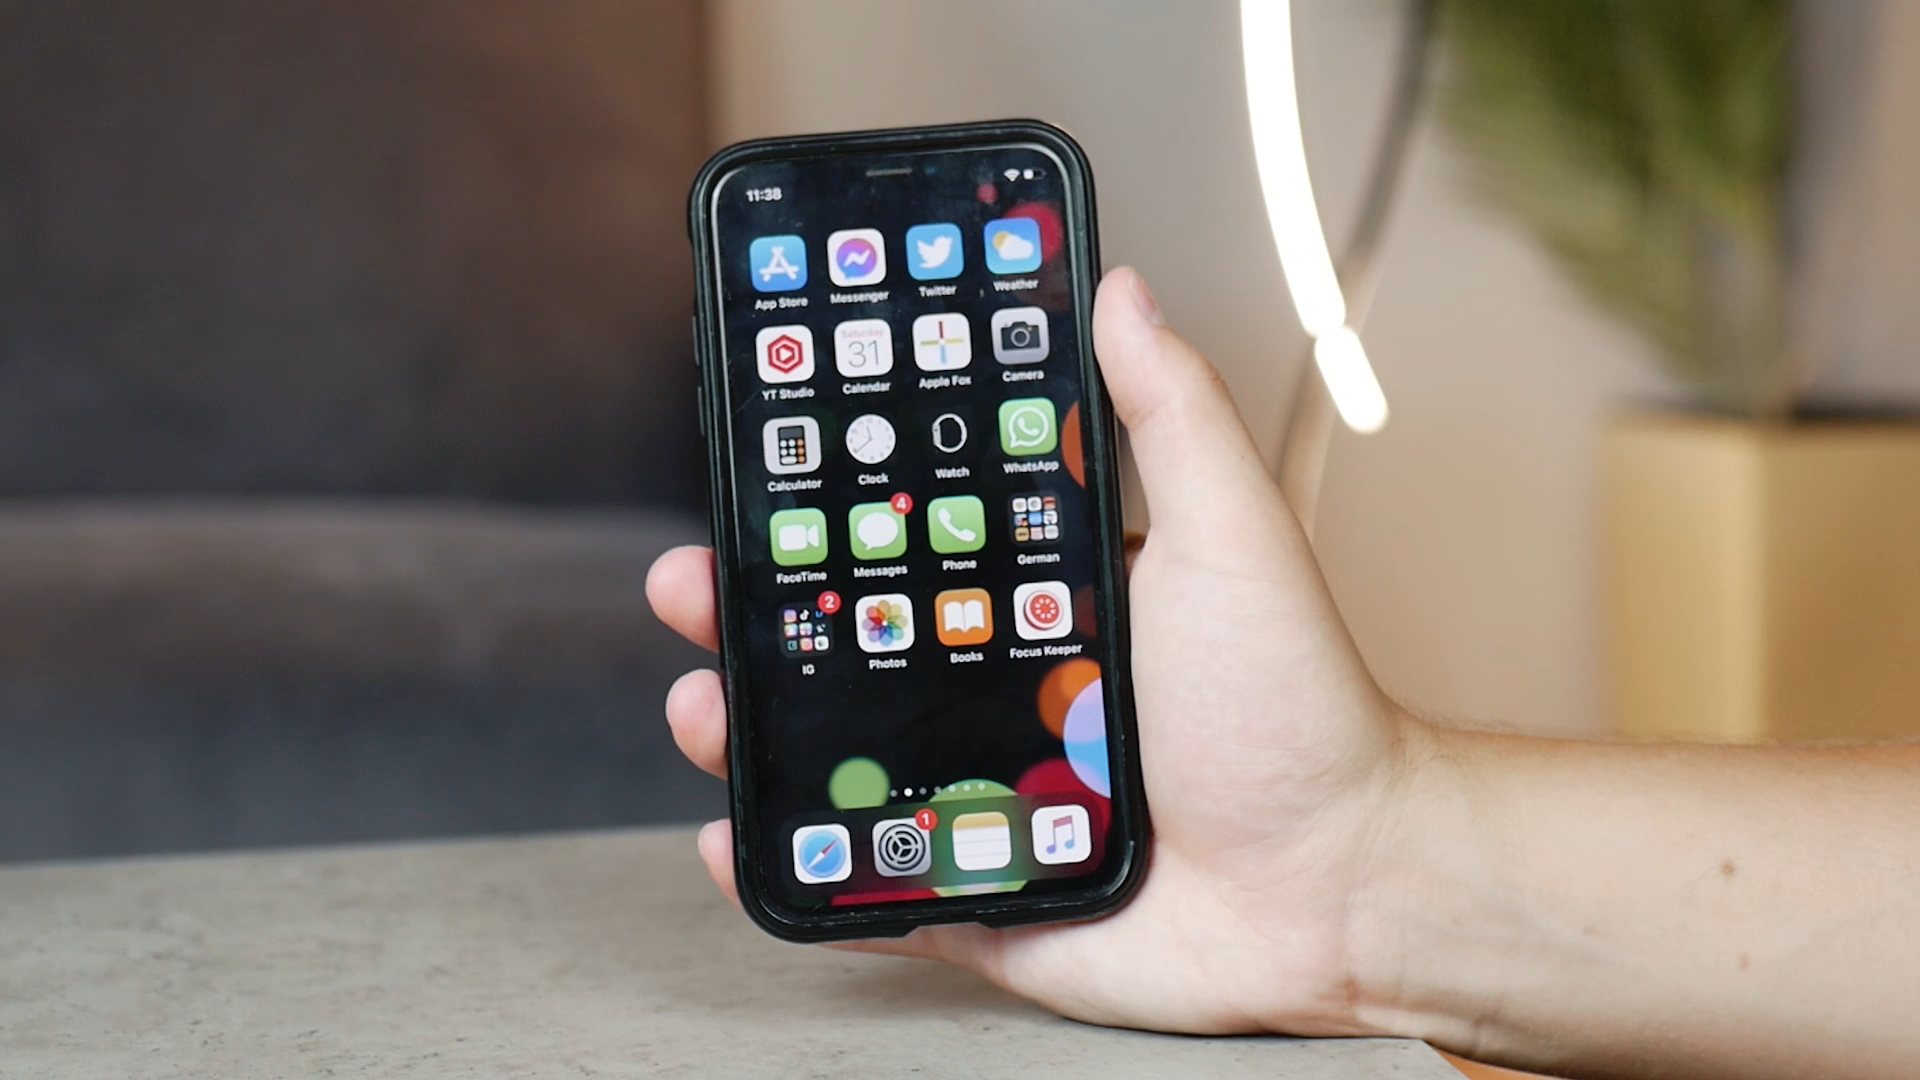 11:38
App Store Messenger Twitter Weather
Saturday
31
YT Studio Calendar Apple Fox Camera
Calculator Clock Watch WhatsApp
4
FaceTime Messages Phone German
2
IG Photos Books Focus Keeper
1